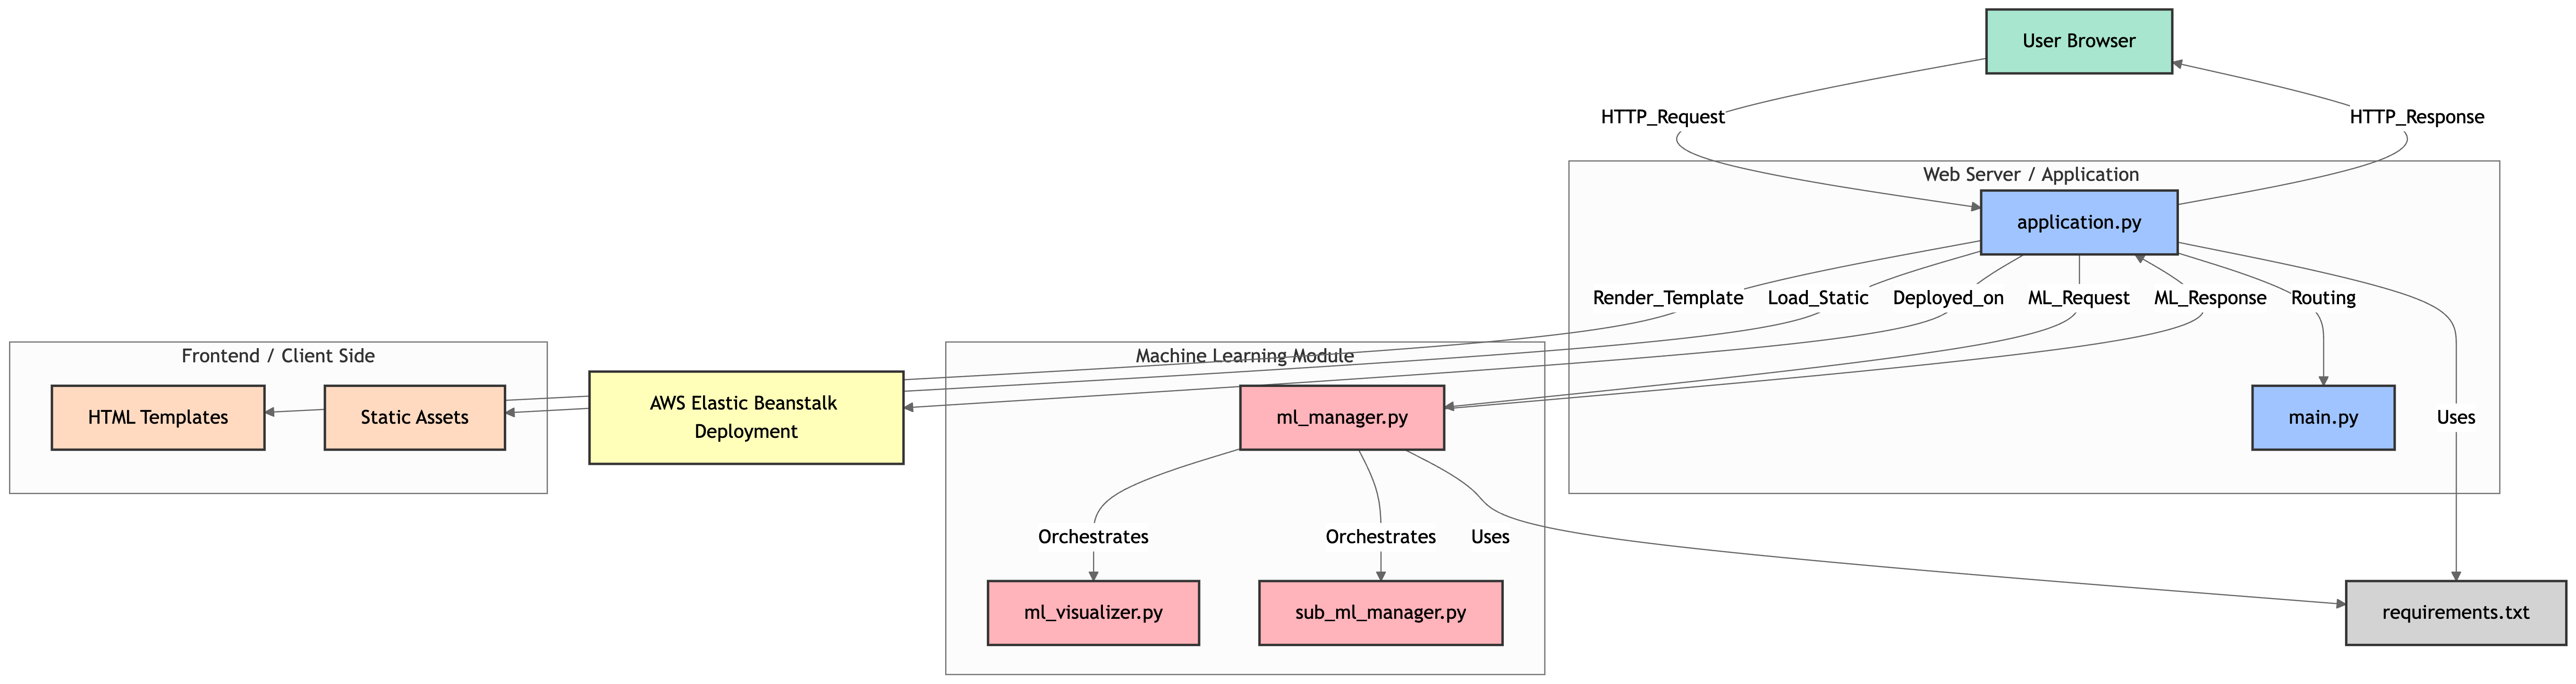 User Browser
HTTP_Request
HTTP_Response
Web Server / Application
application.py
Render_Template
Load_Static
Deployed_on
ML_Request
ML_Response
Routing
Frontend / Client Side
Machine Learning Module
HTML Templates
Static Assets
AWS Elastic Beanstalk
Deployment
ml_manager.py
main.py
Uses
Orchestrates
Orchestrates
Uses
ml_visualizer.py
sub_ml_manager.py
requirements.txt